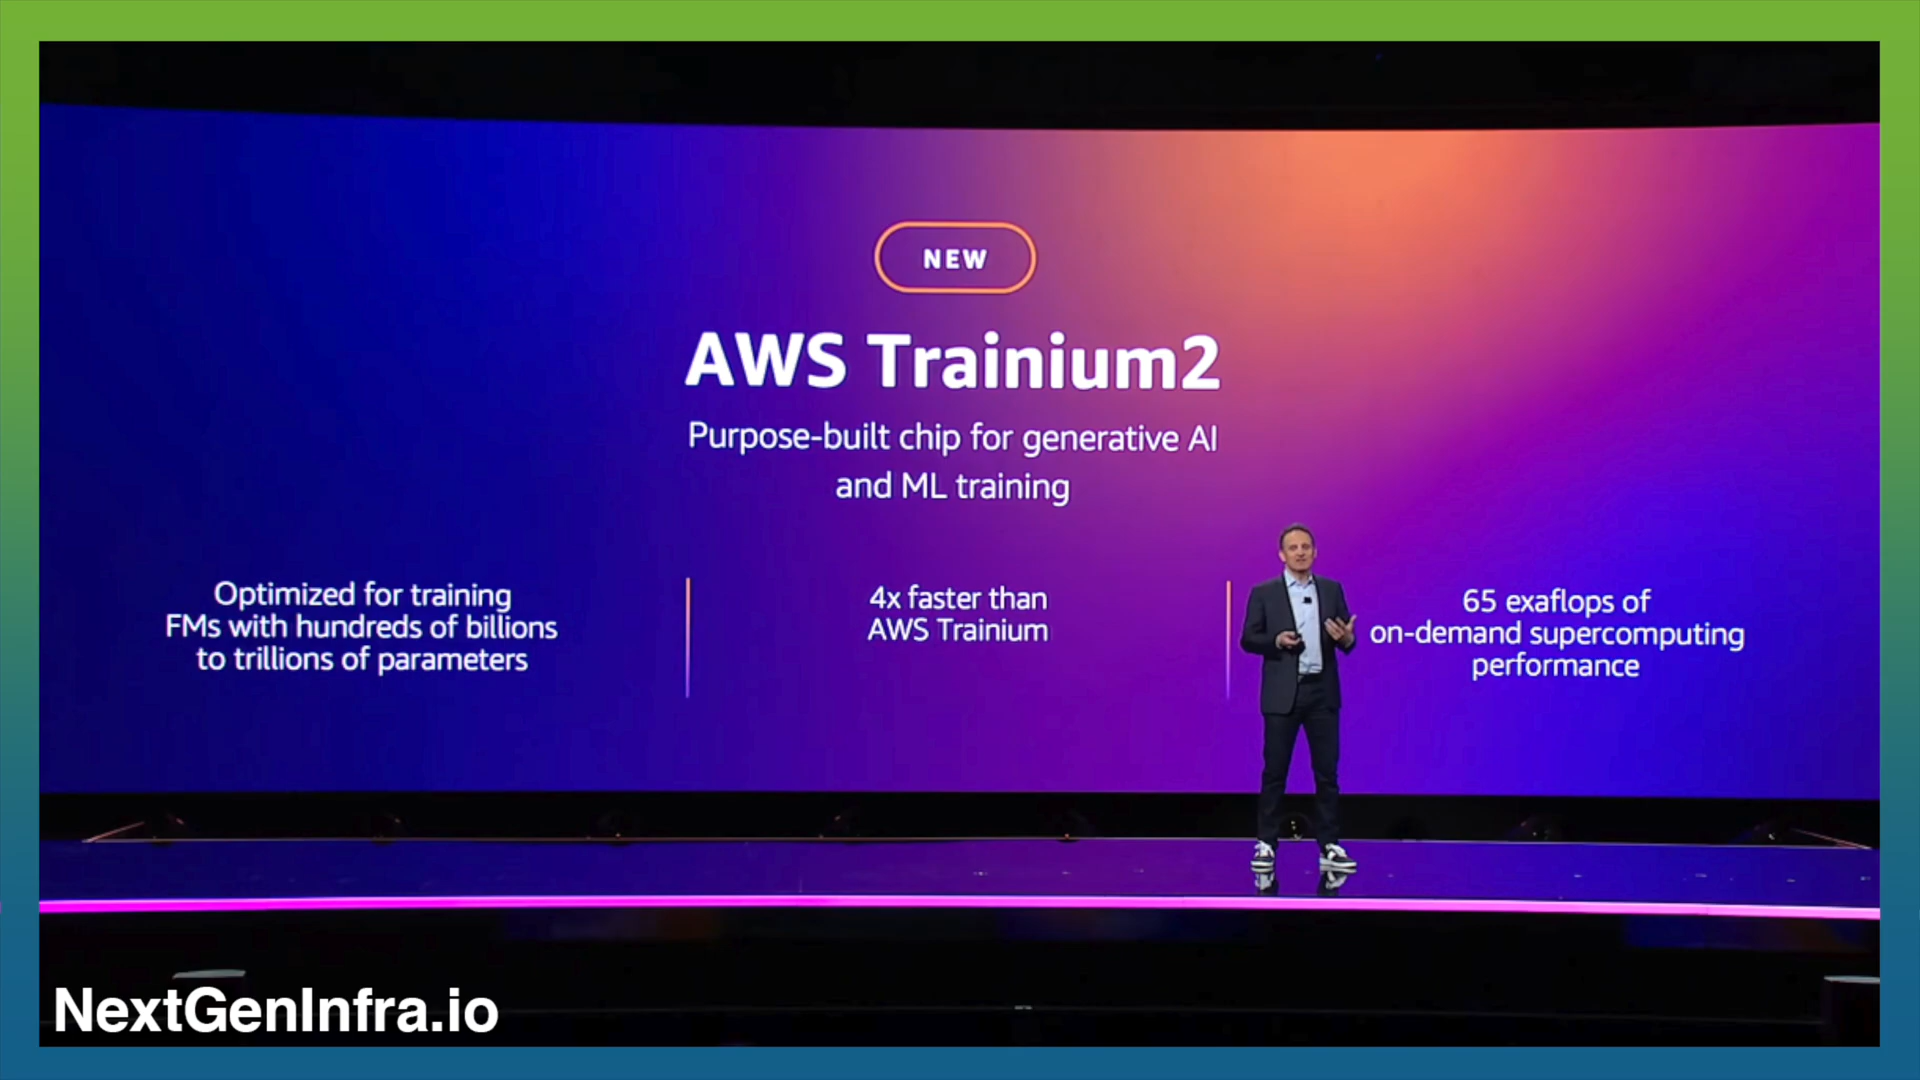 NEW
AWS Trainium2
Purpose-built chip for generative AI
and ML training
Optimized for training
FMs with hundreds of billions
to trillions of parameters
4x faster than
AWS Trainium
65 exaflops of
on-demand supercomputing
performance
NextGenInfra.io